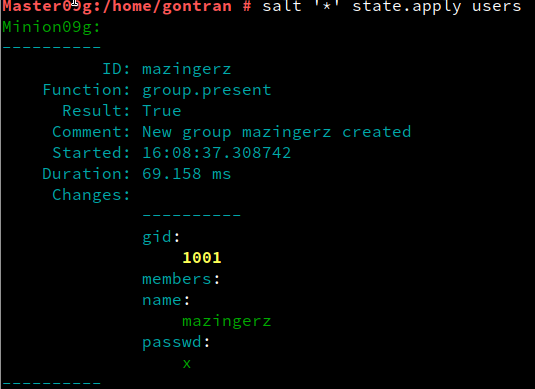 Master09g:/home/gontran # salt '*' state.apply users
Minion09g:
----------
ID: mazingerz
Function: group.present
Result: True
Comment: New group mazingerz created
Started: 16:08:37.308742
Duration: 69.158 ms
Changes:
----------
gid:
1001
members:
name:
mazingerz
passwd:
x
----------